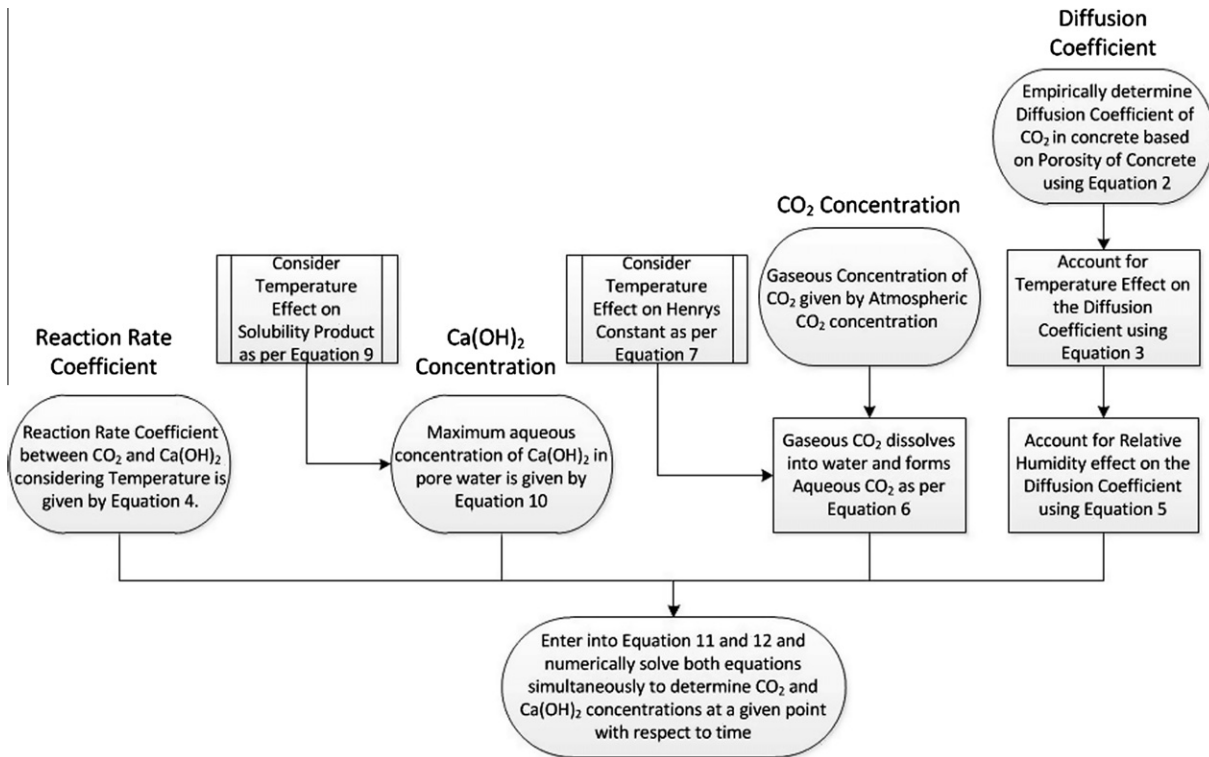 Diffusion
Coefficient
Empirically determine
Diffusion Coefficient of
CO₂ in concrete based
on Porosity of Concrete
using Equation 2
CO₂ Concentration
Consider
Temperature
Effect on
Solubility Product
as per Equation 9
Consider
Temperature
Effect on Henrys
Constant as per
Equation 7
Gaseous Concentration of
CO₂ given by Atmospheric
CO₂ concentration
Account for
Temperature Effect on
the Diffusion
Coefficient using
Equation 3
Reaction Rate
Coefficient
Ca(OH)₂
Concentration
Reaction Rate Coefficient
between CO₂ and Ca(OH)₂
considering Temperature is
given by Equation 4.
Maximum aqueous
concentration of Ca(OH)₂ in
pore water is given by
Equation 10
Gaseous CO₂ dissolves
into water and forms
Aqueous CO₂ as per
Equation 6
Account for Relative
Humidity effect on the
Diffusion Coefficient
using Equation 5
Enter into Equation 11 and 12 and
numerically solve both equations
simultaneously to determine CO₂ and
Ca(OH)₂ concentrations at a given point
with respect to time